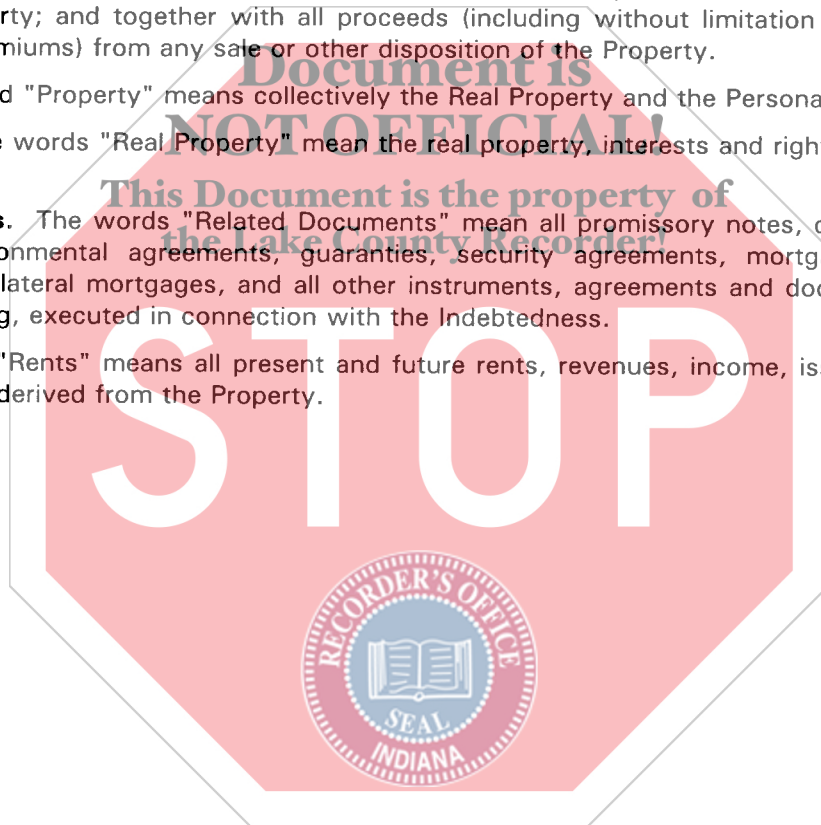 rty; and together with all proceeds (including without limitation
miums) from any sale or other disposition of the Property.
d "Property" means collectively the Real Property and the Persona
e words "Real Property" mean the real property, interests and right
s. The words "Related Documents" mean all promissory notes, c
onmental agreements, guaranties, security agreements, mortg
lateral mortgages, and all other instruments, agreements and doc
g, executed in connection with the Indebtedness.
"Rents" means all present and future rents, revenues, income, is
derived from the Property.
Document is
NOT OFFICIAL!
This Document is the property of
the Lake County Recorder!
STOP
RECORDER'S OFFICE
SEAL
INDIANA